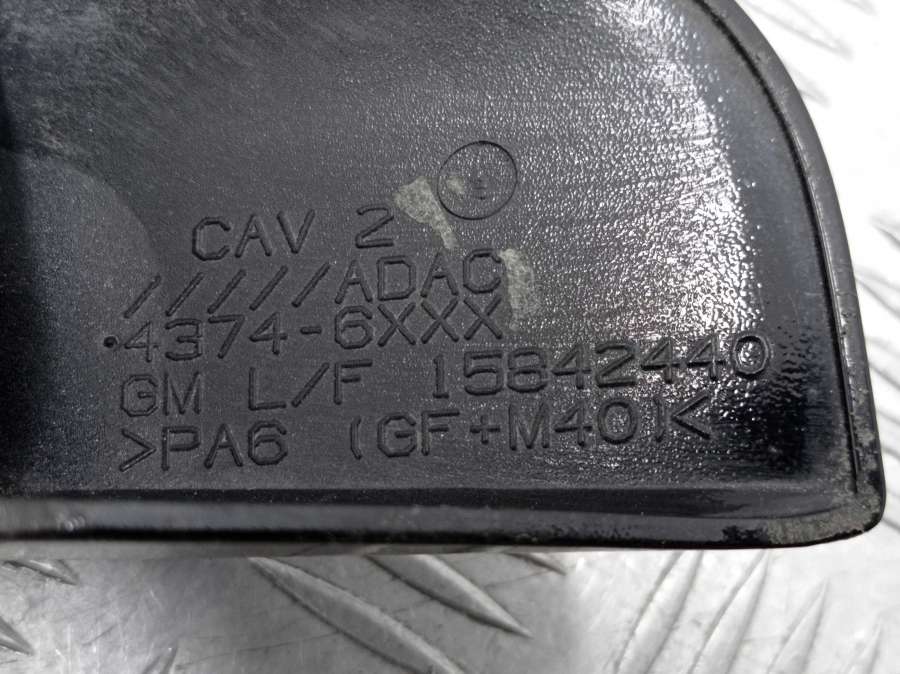 CAV 2
/////ADAC
·4374-6XXX
GM L/F 15842440
>PA6 (GF+M40)<